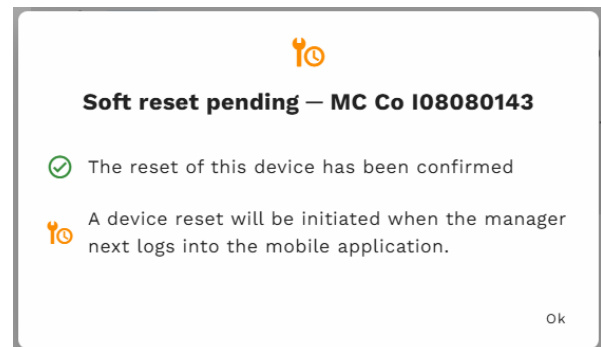 Soft reset pending — MC Co I08080143
The reset of this device has been confirmed
A device reset will be initiated when the manager
next logs into the mobile application.
Ok